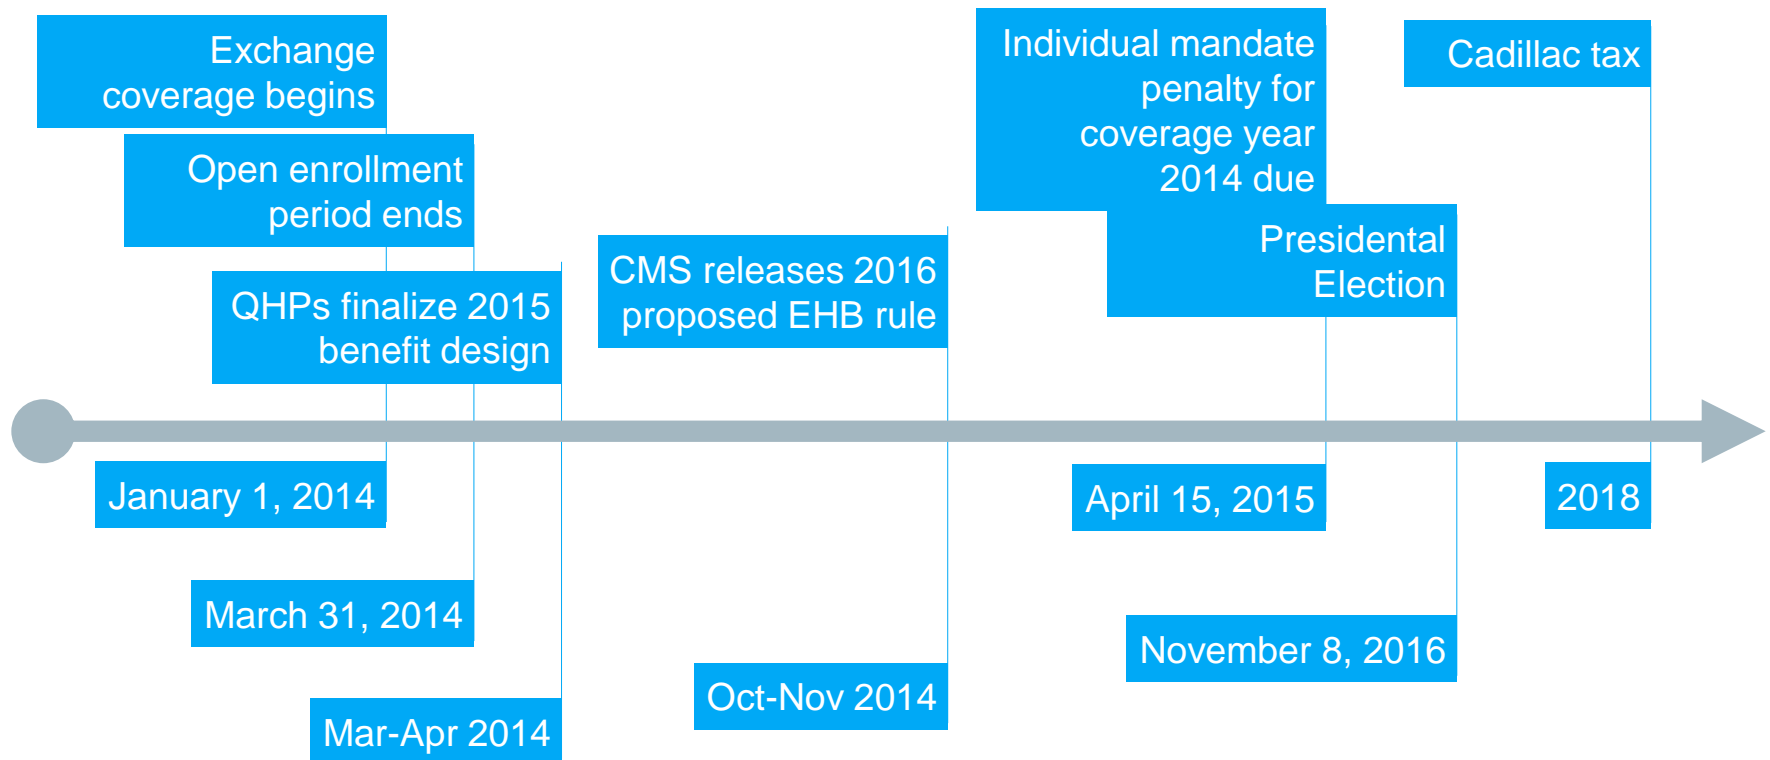 Exchange
coverage begins
Open enrollment
period ends
QHPs finalize 2015
benefit design
CMS releases 2016
proposed EHB rule
Individual mandate
penalty for
coverage year
2014 due
Presidental
Election
Cadillac tax
January 1, 2014
March 31, 2014
Mar-Apr 2014
Oct-Nov 2014
April 15, 2015
November 8, 2016
2018